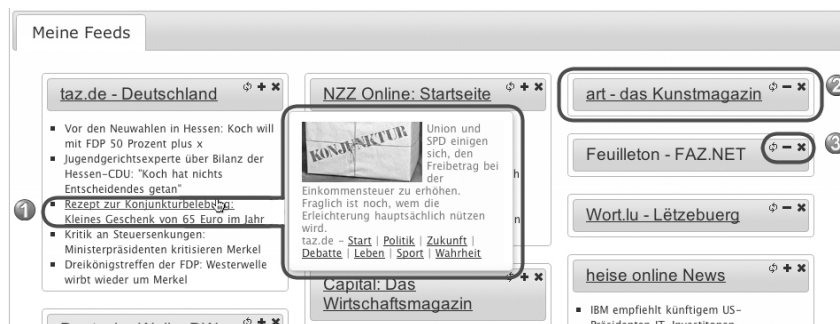 Meine Feeds
taz.de - Deutschland
Vor den Neuwahlen in Hessen: Koch will
mit FDP 50 Prozent plus x
Jugendgerichtsexperte über Bilanz der
Hessen-CDU: "Koch hat nichts
Entscheidendes getan"
Rezept zur Konjunkturbelebung:
Kleines Geschenk von 65 Euro im Jahr
Kritik an Steuersenkungen:
Ministerpräsidenten kritisieren Merkel
Dreikönigstreffen der FDP: Westerwelle
wirbt wieder um Merkel
1
NZZ Online: Startseite
KONJUNKTUR
Union und
SPD einigen
sich, den
Freibetrag bei
der
Einkommensteuer zu erhöhen.
Fraglich ist noch, wem die
Erleichterung hauptsächlich nützen
wird.
taz.de - Start | Politik | Zukunft |
Debatte | Leben | Sport | Wahrheit
Capital: Das
Wirtschaftsmagazin
art - das Kunstmagazin
2
Feuilleton - FAZ.NET
3
Wort.lu - Lëtzebuerg
heise online News
IBM empfiehlt künftigem US-